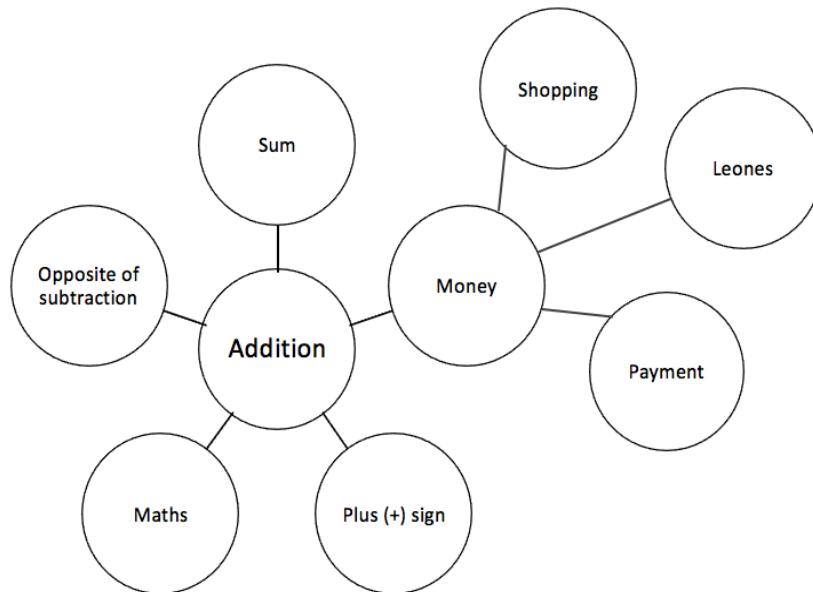 Shopping
Sum
Leones
Opposite of
subtraction
Money
Addition
Payment
Maths
Plus (+) sign